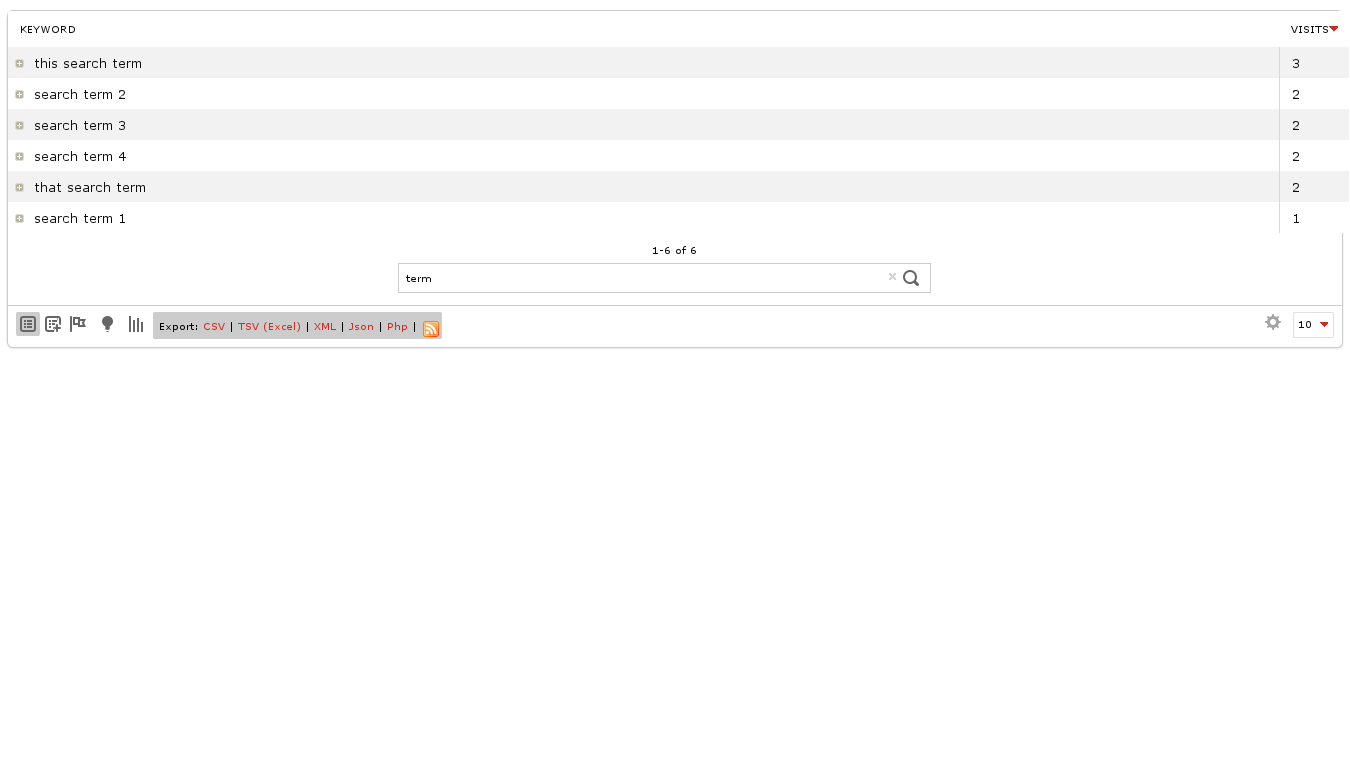 KEYWORD VISITS
this search term 3
search term 2 2
search term 3 2
search term 4 2
that search term 2
search term 1 1
1-6 of 6
term
Export: CSV | TSV (Excel) | XML | Json | Php |
10